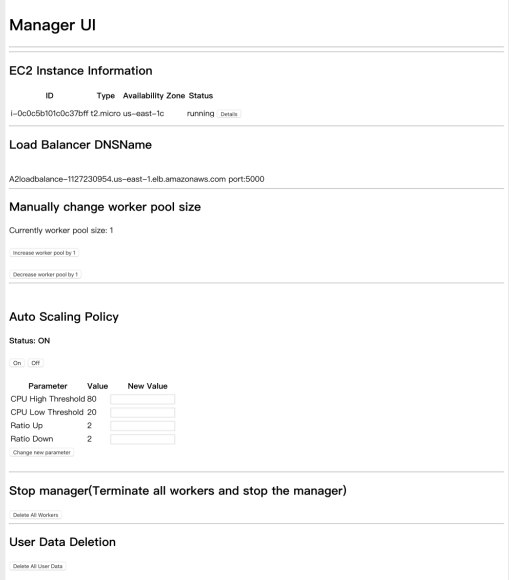 Manager UI
EC2 Instance Information
ID Type Availability Zone Status
i-0c0c5b101c0c37bff t2.micro us-east-1c running Details
Load Balancer DNSName
A2loadbalance-1127230954.us-east-1.elb.amazonaws.com port:5000
Manually change worker pool size
Currently worker pool size: 1
Increase worker pool by 1
Decrease worker pool by 1
Auto Scaling Policy
Status: ON
On Off
Parameter Value New Value
CPU High Threshold 80
CPU Low Threshold 20
Ratio Up 2
Ratio Down 2
Change new parameter
Stop manager(Terminate all workers and stop the manager)
Delete All Workers
User Data Deletion
Delete All User Data